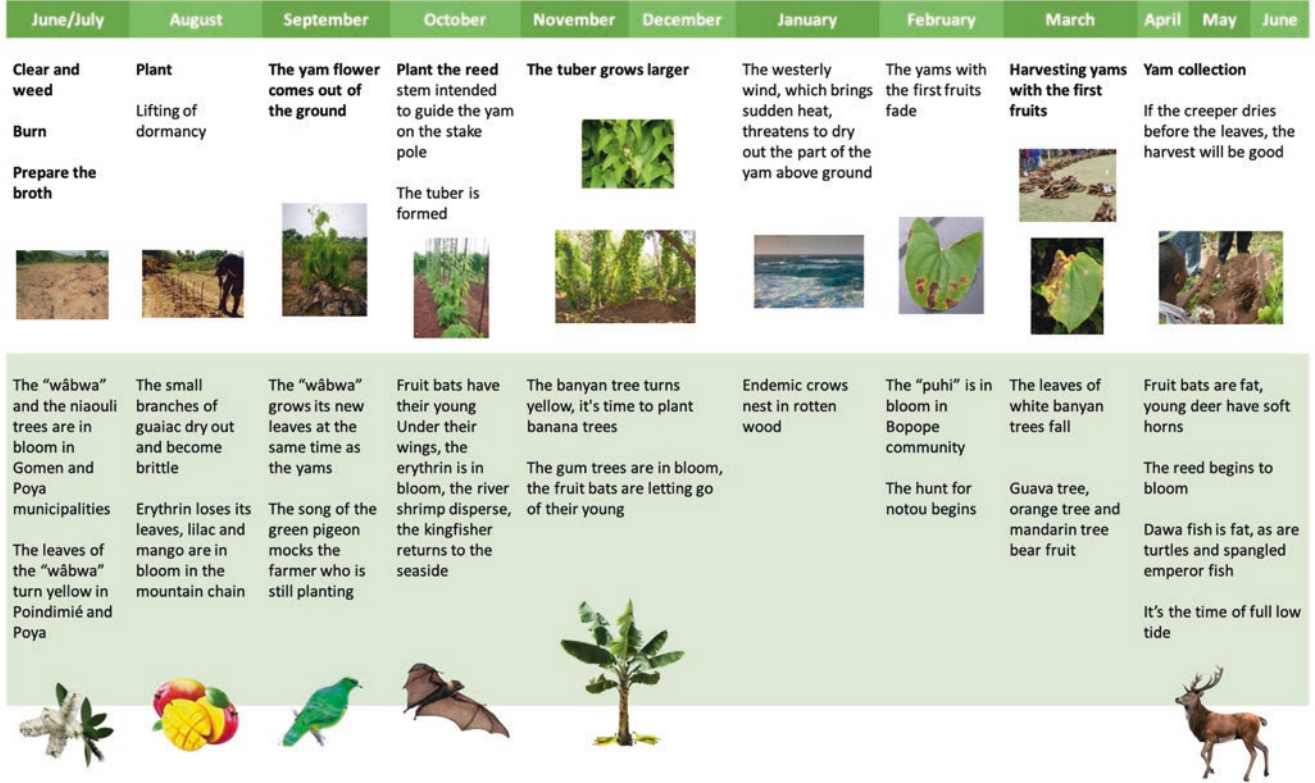 June/July
August
September
October
November
December
January
February
March
April
May
June
Clear and
weed
Burn
Prepare the
broth
Plant
Lifting of
dormancy
The yam flower
comes out of
the ground
Plant the reed
stem intended
to guide the yam
on the stake
pole
The tuber is
formed
The tuber grows larger
The westerly
wind, which brings
sudden heat,
threatens to dry
out the part of the
yam above ground
The yams with
the first fruits
fade
Harvesting yams
with the first
fruits
Yam collection
If the creeper dries
before the leaves, the
harvest will be good
The “wâbwa”
and the niaouli
trees are in
bloom in
Gomen and
Poya
municipalities
The leaves of
the “wâbwa”
turn yellow in
Poindimié and
Poya
The small
branches of
guaiac dry out
and become
brittle
Erythrin loses its
leaves, lilac and
mango are in
bloom in the
mountain chain
The “wâbwa”
grows its new
leaves at the
same time as
the yams
The song of the
green pigeon
mocks the
farmer who is
still planting
Fruit bats have
their young
Under their
wings, the
erythrin is in
bloom, the river
shrimp disperse,
the kingfisher
returns to the
seaside
The banyan tree turns
yellow, it's time to plant
banana trees
The gum trees are in bloom,
the fruit bats are letting go
of their young
Endemic crows
nest in rotten
wood
The “puhi” is in
bloom in
Bopope
community
The hunt for
notou begins
The leaves of
white banyan
trees fall
Guava tree,
orange tree and
mandarin tree
bear fruit
Fruit bats are fat,
young deer have soft
horns
The reed begins to
bloom
Dawa fish is fat, as are
turtles and spangled
emperor fish
It’s the time of full low
tide